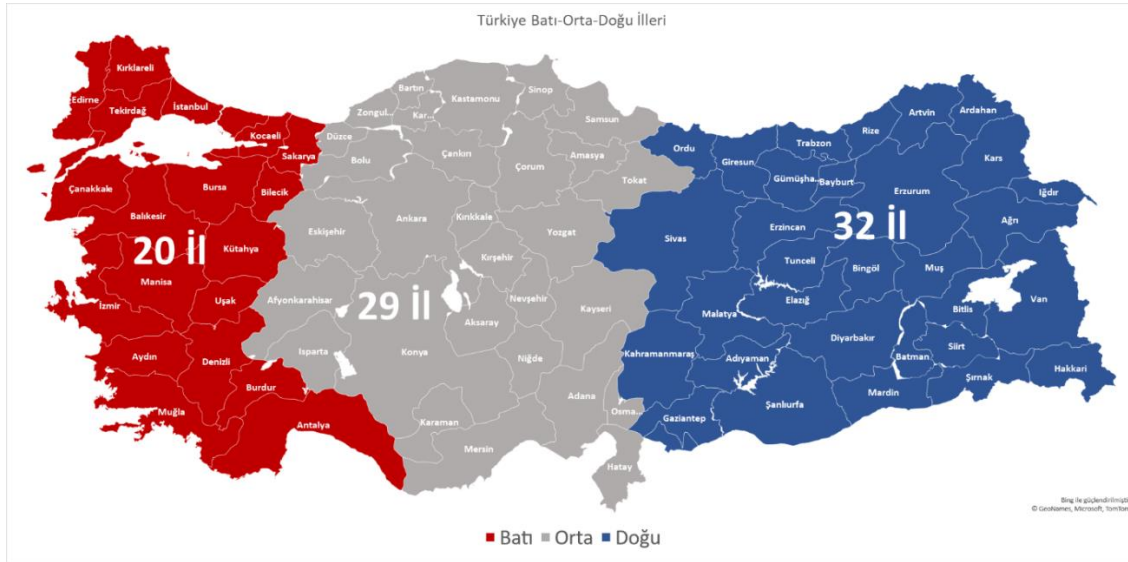 Türkiye Batı-Orta-Doğu İlleri
Kırklareli
Edirne
Tekirdağ
İstanbul
Kocaeli
Sakarya
Çanakkale
Bursa
Bilecik
Balıkesir
20 İl
Kütahya
Manisa
İzmir
Uşak
Aydın
Denizli
Burdur
Muğla
Antalya
Bartın
Kastamonu
Sinop
Zongul...
Kar...
Samsun
Düzce
Bolu
Çankırı
Çorum
Amasya
Tokat
Ankara
Kırıkkale
Eskişehir
Yozgat
Kırşehir
Afyonkarahisar
29 İl
Nevşehir
Kayseri
Aksaray
Isparta
Konya
Niğde
Adana
Osma...
Karaman
Mersin
Hatay
Ordu
Giresun
Trabzon
Rize
Artvin
Ardahan
Kars
Gümüşha...
Bayburt
Erzurum
Iğdır
Sivas
Erzincan
32 İl
Ağrı
Tunceli
Bingöl
Muş
Elazığ
Malatya
Bitlis
Van
Diyarbakır
Kahramanmaraş
Adıyaman
Batman
Siirt
Şırnak
Hakkari
Gaziantep
Şanlıurfa
Mardin
Bing ile güçlendirilmişti
© GeoNames, Microsoft, TomTom
Batı Orta Doğu